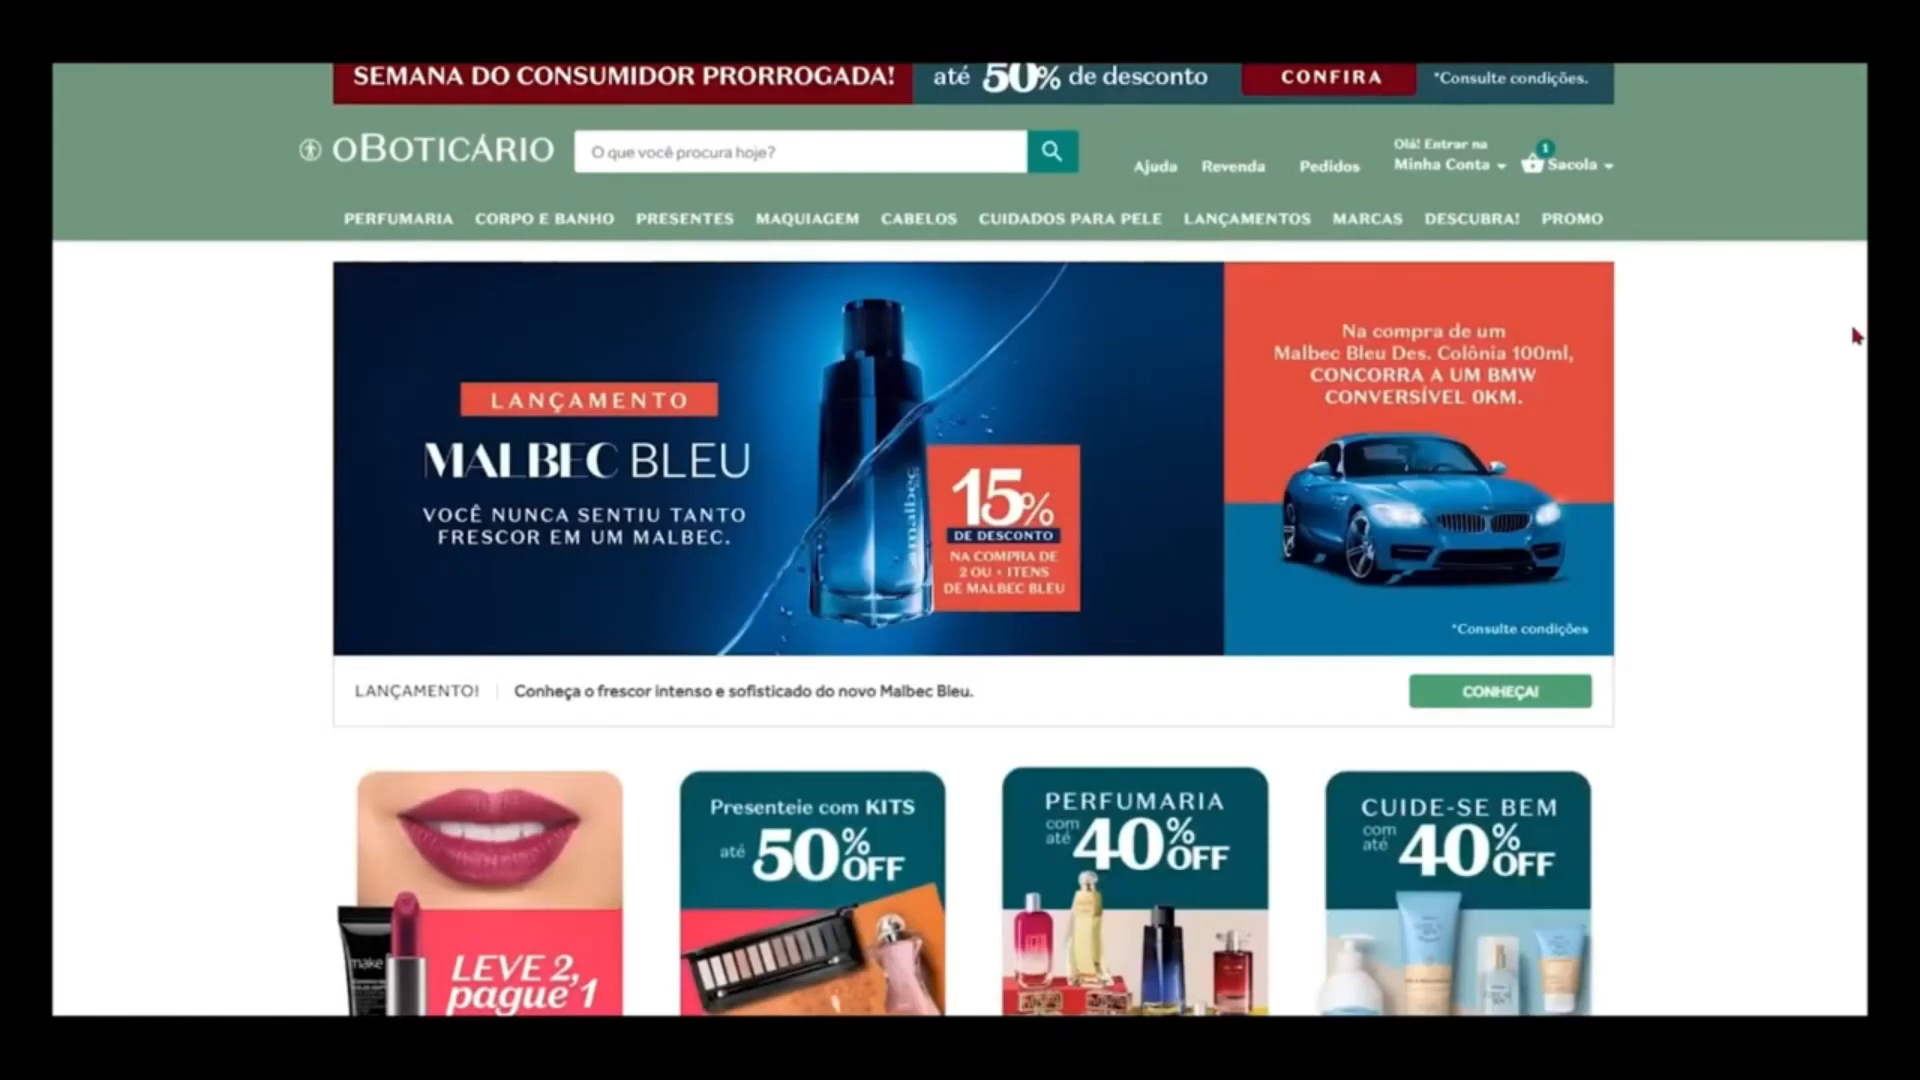 SEMANA DO CONSUMIDOR PRORROGADA! até 50% de desconto CONFIRA *Consulte condições.
oBOTICÁRIO
O que você procura hoje?
Ajuda Revenda Pedidos
Olá! Entrar na
Minha Conta
1
Sacola
PERFUMARIA CORPO E BANHO PRESENTES MAQUIAGEM CABELOS CUIDADOS PARA PELE LANÇAMENTOS MARCAS DESCUBRA! PROMO
LANÇAMENTO
MALBEC BLEU
VOCÊ NUNCA SENTIU TANTO
FRESCOR EM UM MALBEC.
malbec
15%
DE DESCONTO
NA COMPRA DE
2 OU + ITENS
DE MALBEC BLEU
Na compra de um
Malbec Bleu Des. Colônia 100ml,
CONCORRA A UM BMW
CONVERSÍVEL 0KM.
*Consulte condições
LANÇAMENTO! Conheça o frescor intenso e sofisticado do novo Malbec Bleu.
CONHEÇA!
make
LEVE 2,
pague 1
Presenteie com KITS
até 50% OFF
PERFUMARIA
com até 40% OFF
CUIDE-SE BEM
com até 40% OFF